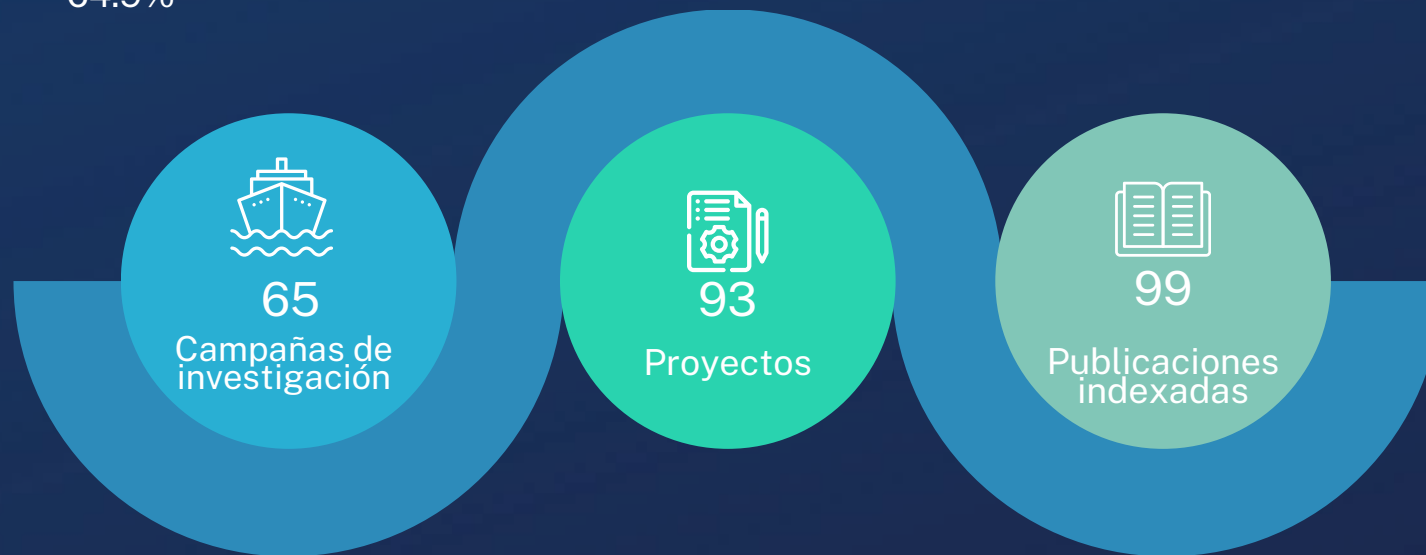 65
Campañas de
investigación
93
Proyectos
99
Publicaciones
indexadas